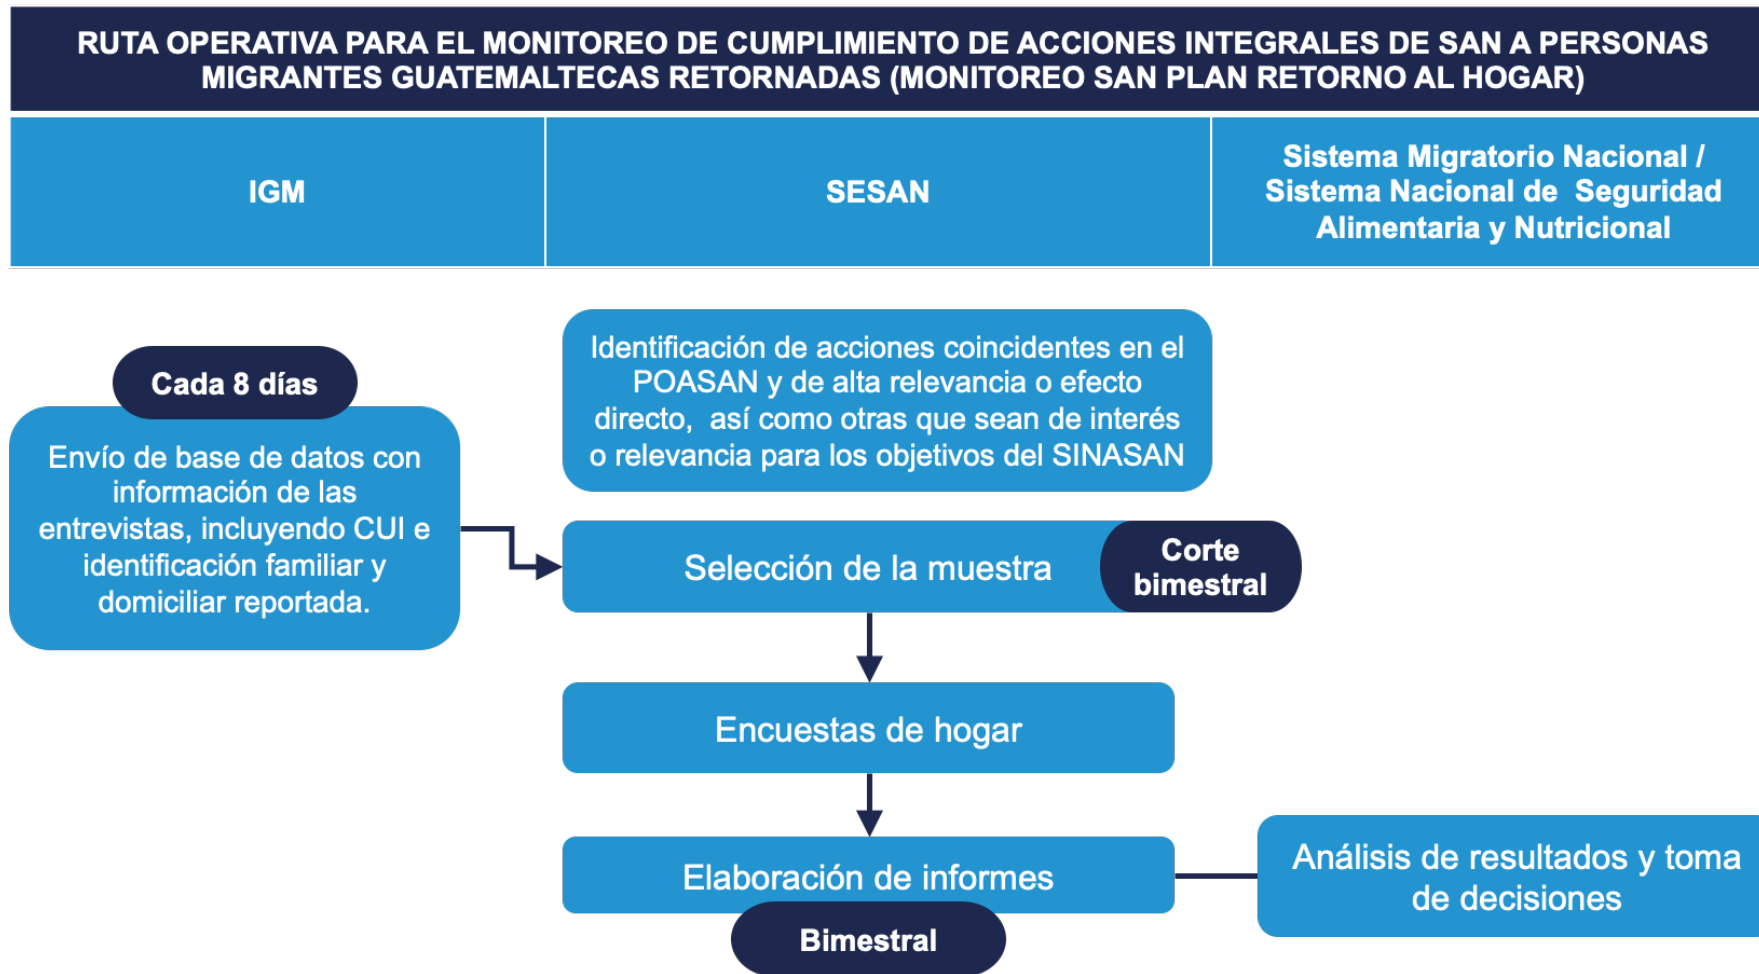 RUTA OPERATIVA PARA EL MONITOREO DE CUMPLIMIENTO DE ACCIONES INTEGRALES DE SAN A PERSONAS
MIGRANTES GUATEMALTECAS RETORNADAS (MONITOREO SAN PLAN RETORNO AL HOGAR)
IGM
SESAN
Sistema Migratorio Nacional /
Sistema Nacional de Seguridad
Alimentaria y Nutricional
Cada 8 días
Envío de base de datos con
información de las
entrevistas, incluyendo CUI e
identificación familiar y
domiciliar reportada.
Identificación de acciones coincidentes en el
POASAN y de alta relevancia o efecto
directo, así como otras que sean de interés
o relevancia para los objetivos del SINASAN
Selección de la muestra
Corte
bimestral
Encuestas de hogar
Elaboración de informes
Bimestral
Análisis de resultados y toma
de decisiones